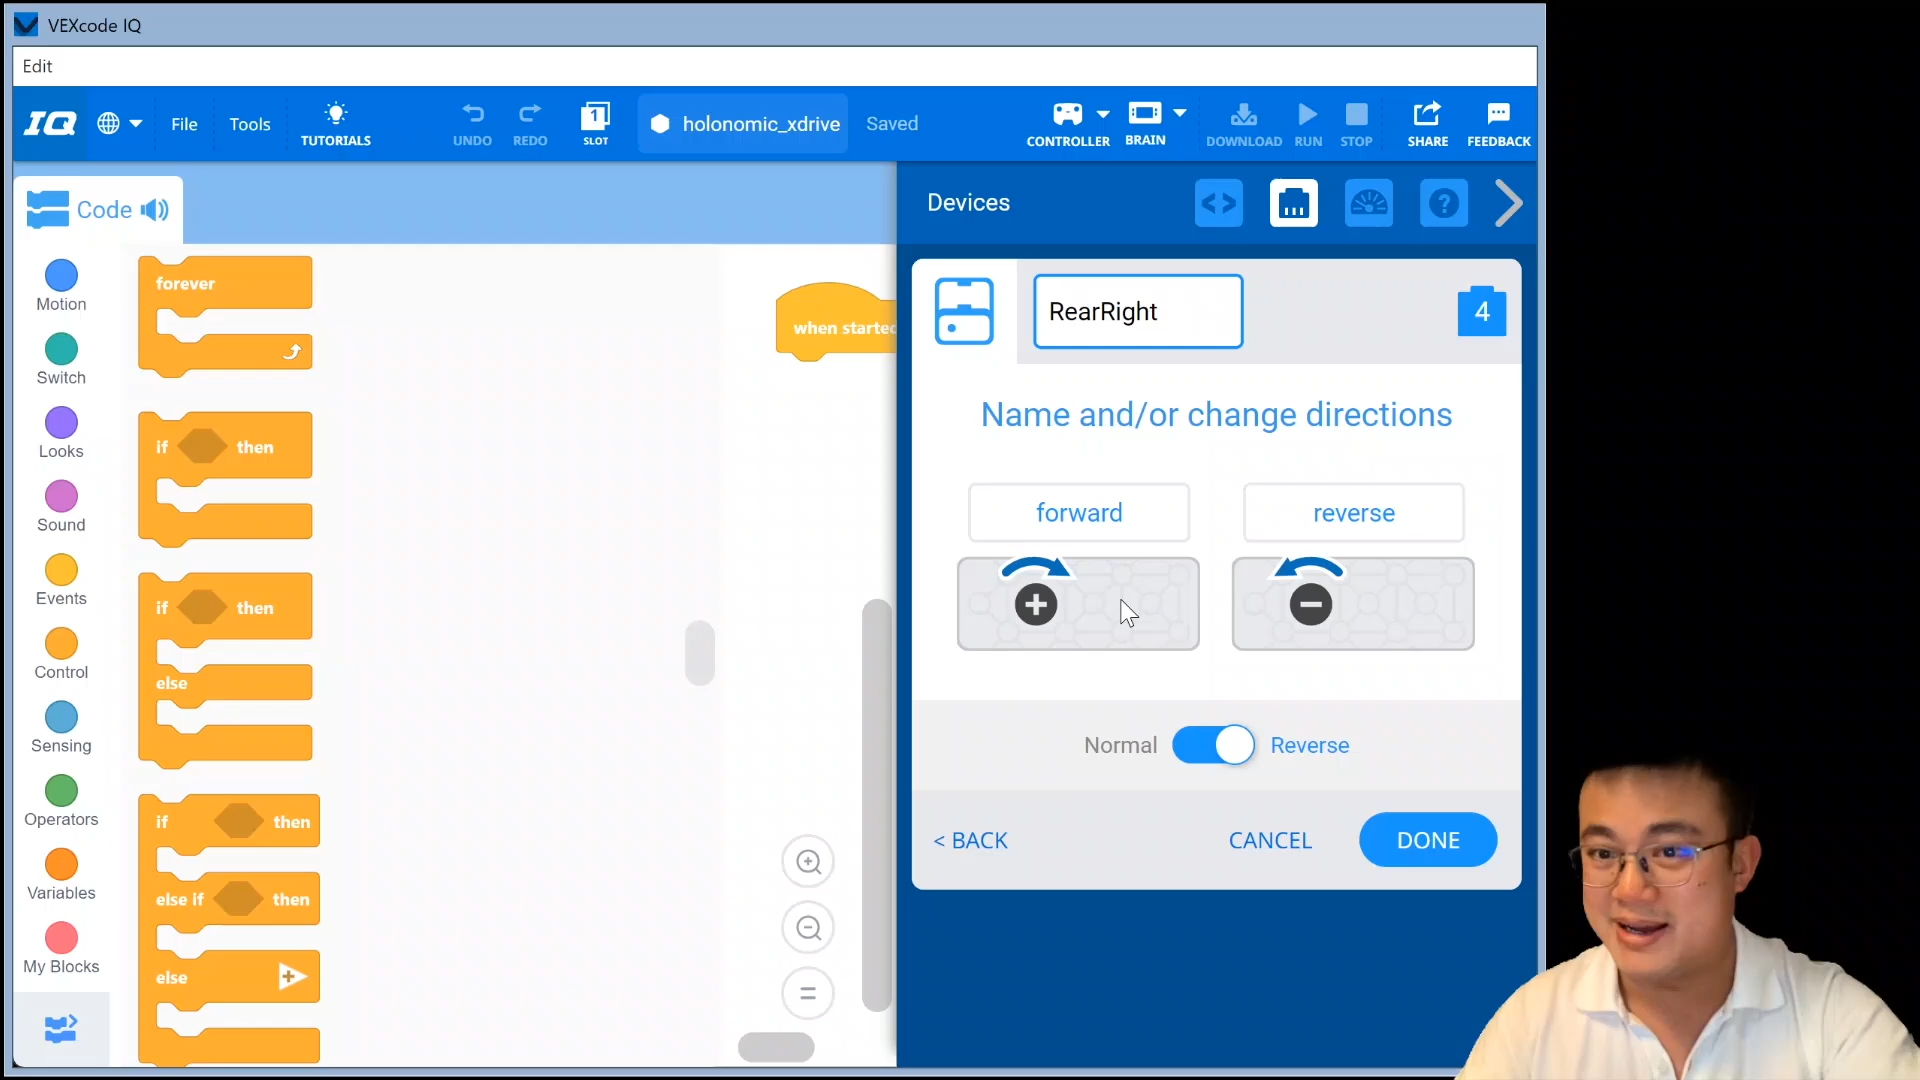 VEXcode IQ
Edit
IQ
File
Tools
TUTORIALS
UNDO
REDO
1
SLOT
holonomic_xdrive
Saved
CONTROLLER
BRAIN
DOWNLOAD
RUN
STOP
SHARE
FEEDBACK
Code
Motion
Switch
Looks
Sound
Events
Control
Sensing
Operators
Variables
My Blocks
forever
if then
if then
else
if then
else if then
else
when started
Devices
RearRight
4
Name and/or change directions
forward
reverse
Normal
Reverse
< BACK
CANCEL
DONE